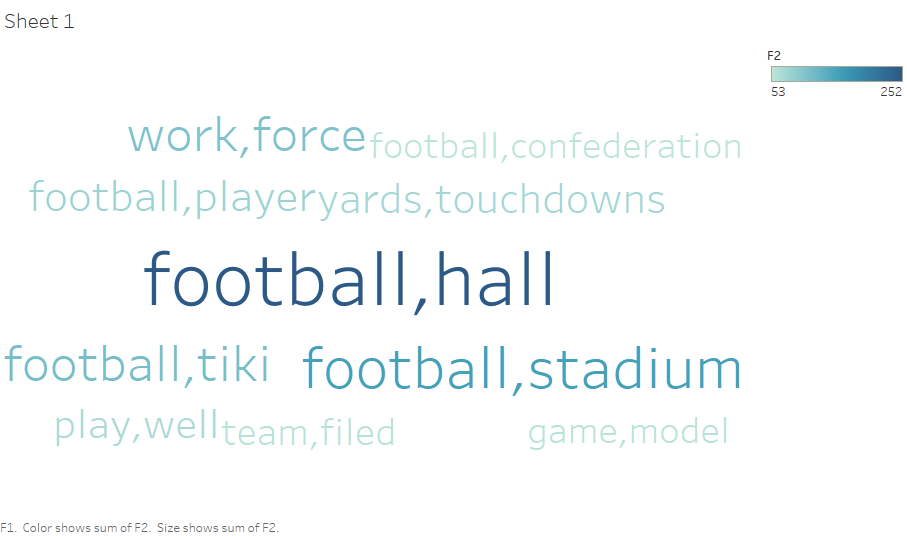 Sheet 1
F2
53 252
work,force football,confederation
football,player yards,touchdowns
football,hall
football,tiki football,stadium
play,well team,filed game,model
F1. Color shows sum of F2. Size shows sum of F2.